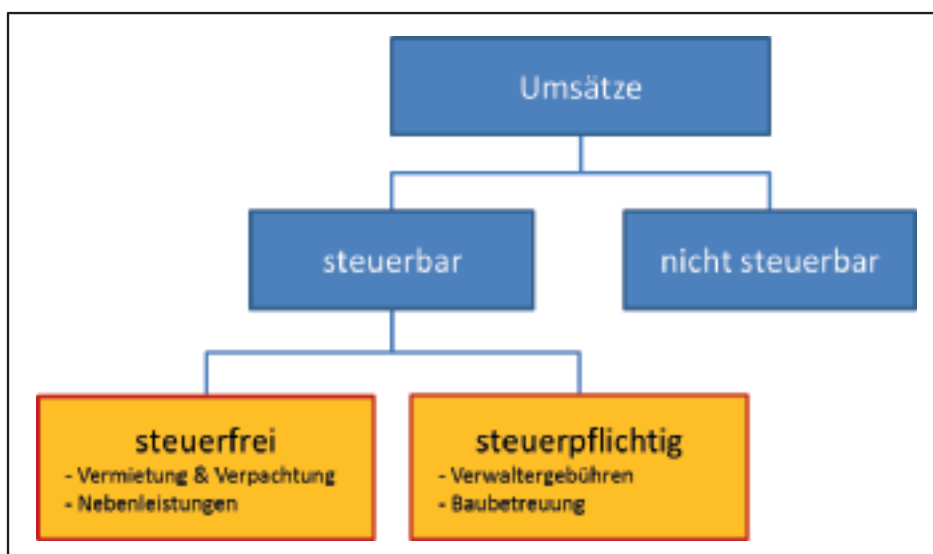 Umsätze
steuerbar
nicht steuerbar
steuerfrei
- Vermietung & Verpachtung
- Nebenleistungen
steuerpflichtig
- Verwaltergebühren
- Baubetreuung